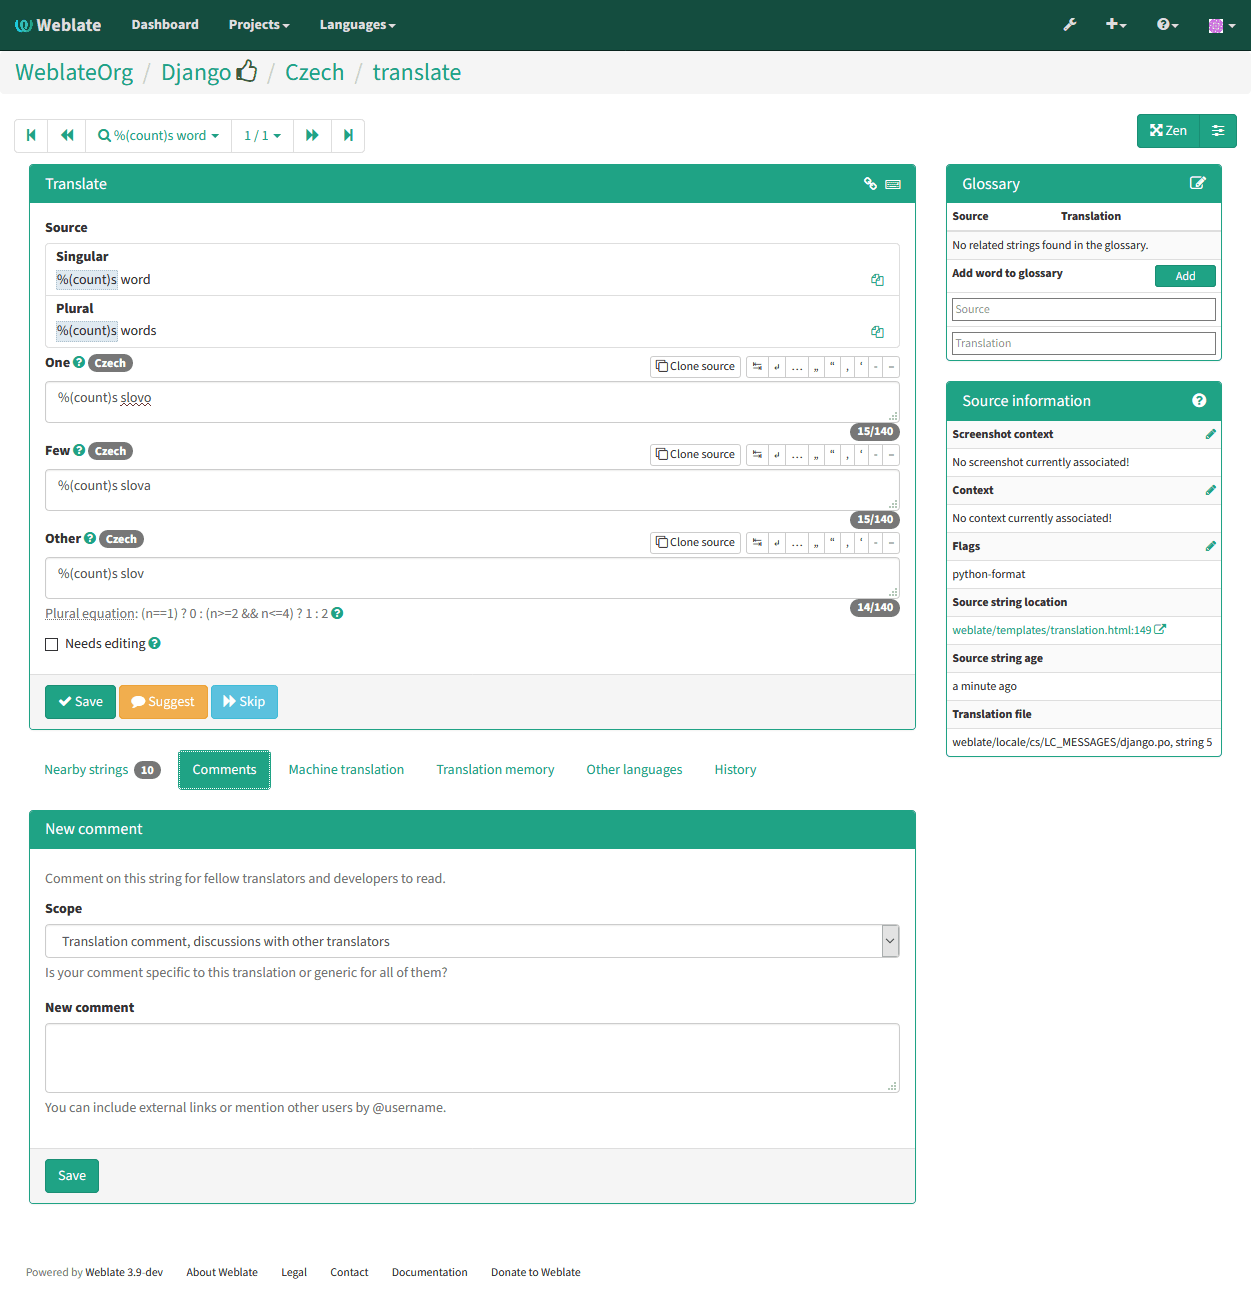 Weblate Dashboard Projects Languages
WeblateOrg / Django / Czech / translate
%(count)s word 1 / 1 Zen
Translate
Source
Singular
%(count)s word
Plural
%(count)s words
One Czech Clone source … „ “ ‚ ‘ - –
%(count)s slovo
15/140
Few Czech Clone source … „ “ ‚ ‘ - –
%(count)s slova
15/140
Other Czech Clone source … „ “ ‚ ‘ - –
%(count)s slov
14/140
Plural equation: (n==1) ? 0 : (n>=2 && n<=4) ? 1 : 2
Needs editing
Save Suggest Skip
Nearby strings 10 Comments Machine translation Translation memory Other languages History
New comment
Comment on this string for fellow translators and developers to read.
Scope
Translation comment, discussions with other translators
Is your comment specific to this translation or generic for all of them?
New comment
You can include external links or mention other users by @username.
Save
Glossary
Source Translation
No related strings found in the glossary.
Add word to glossary Add
Source
Translation
Source information
Screenshot context
No screenshot currently associated!
Context
No context currently associated!
Flags
python-format
Source string location
weblate/templates/translation.html:149
Source string age
a minute ago
Translation file
weblate/locale/cs/LC_MESSAGES/django.po, string 5
Powered by Weblate 3.9-dev About Weblate Legal Contact Documentation Donate to Weblate